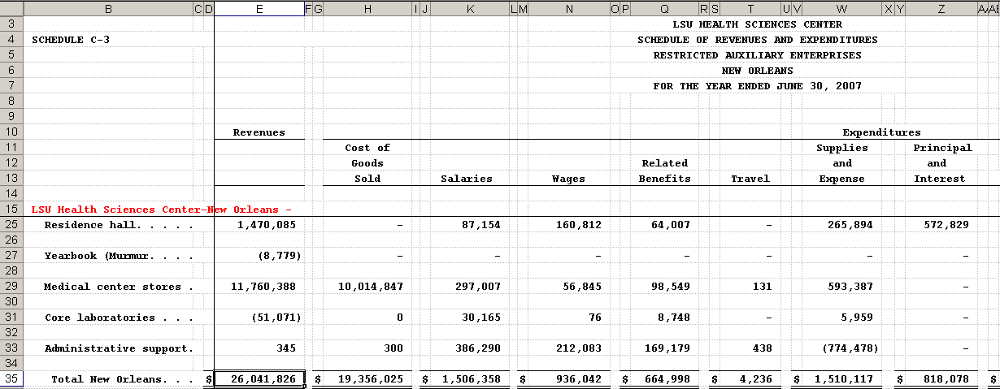 B C D E F G H I J K L M N O P Q R S T U V W X Y Z
3 LSU HEALTH SCIENCES CENTER
4 SCHEDULE C-3 SCHEDULE OF REVENUES AND EXPENDITURES
5 RESTRICTED AUXILIARY ENTERPRISES
6 NEW ORLEANS
7 FOR THE YEAR ENDED JUNE 30, 2007
8
9
10 Revenues Expenditures
11 Cost of Supplies Principal
12 Goods Related and and
13 Sold Salaries Wages Benefits Travel Expense Interest
14
15 LSU Health Sciences Center-New Orleans -
25 Residence hall. . . . . 1,470,085 - 87,154 160,812 64,007 - 265,894 572,829
26
27 Yearbook (Murmur. . . . (8,779) - - - - - - -
28
29 Medical center stores . 11,760,388 10,014,847 297,007 56,845 98,549 131 593,387 -
30
31 Core laboratories . . . (51,071) 0 30,165 76 8,748 - 5,959 -
32
33 Administrative support. 345 300 386,290 212,083 169,179 438 (774,478) -
34
35 Total New Orleans. . . $ 26,041,826 $ 19,356,025 $ 1,506,358 $ 936,042 $ 664,998 $ 4,236 $ 1,510,117 $ 818,078 $